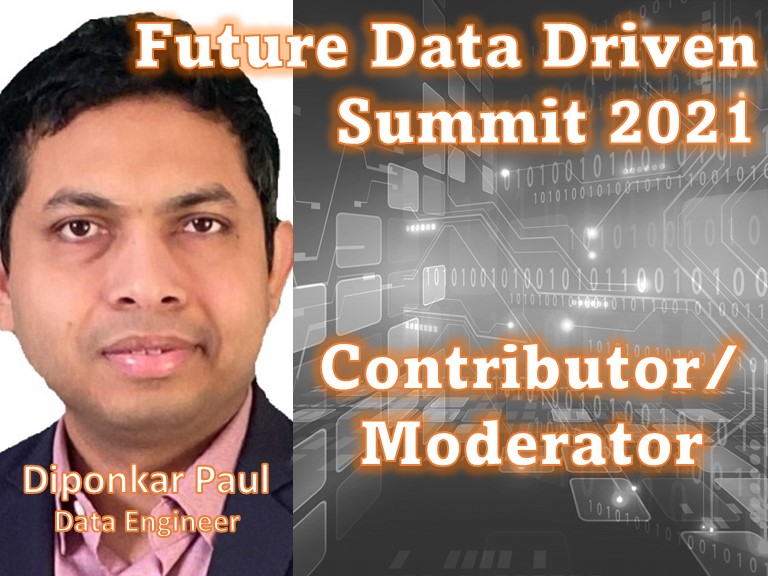 Future Data Driven
Summit 2021
Contributor/
Moderator
Diponkar Paul
Data Engineer